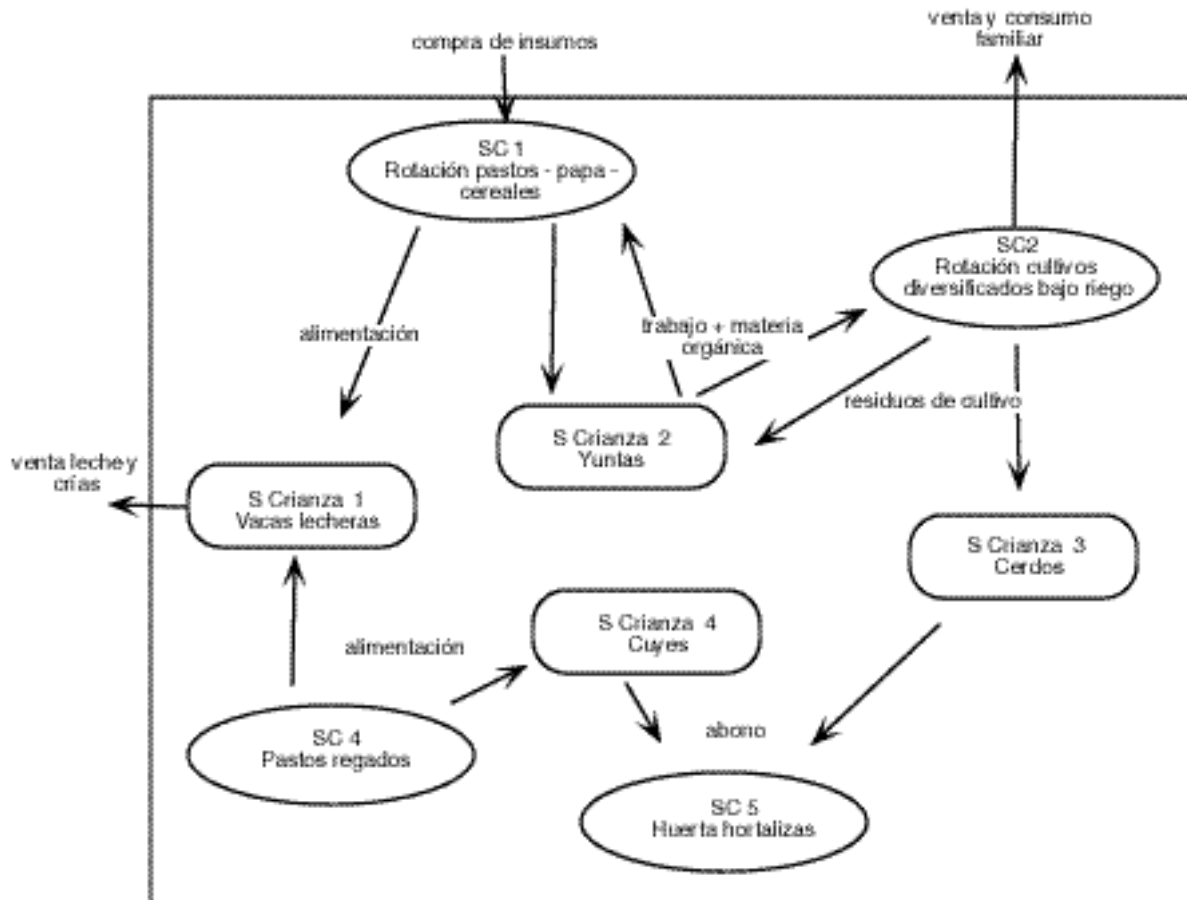 venta y consumo
familiar
compra de insumos
SC 1
Rotación pastos - papa -
cereales
SC2
Rotación cultivos
diversificados bajo riego
alimentación
trabajo + materia
orgánica
residuos de cultivo
S Crianza 2
Yuntas
venta leche y
crías
S Crianza 1
Vacas lecheras
S Crianza 3
Cerdos
S Crianza 4
Cuyes
alimentación
SC 4
Pastos regados
abono
SC 5
Huerta hortalizas